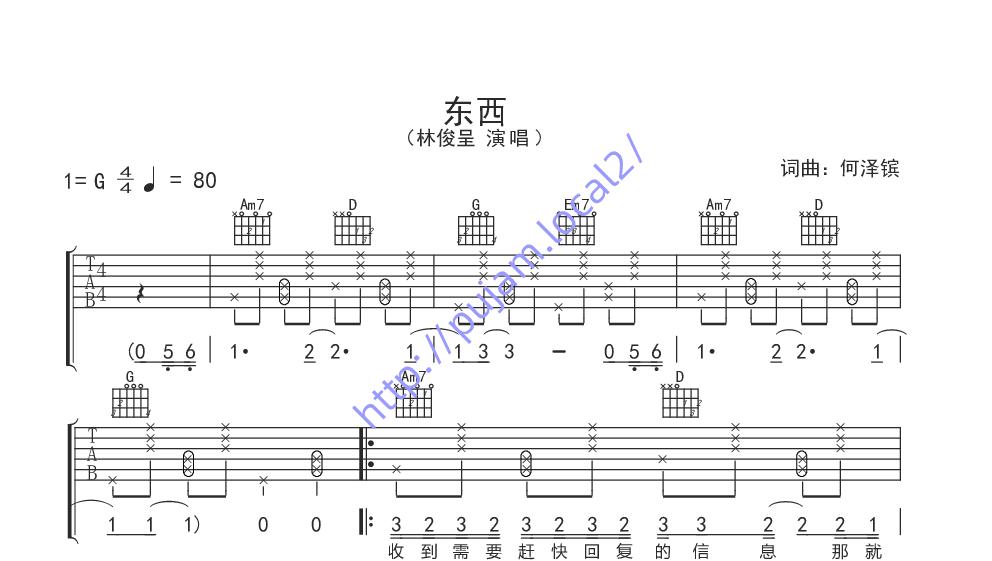 东西
（林俊呈 演唱）
词曲：何泽镔
1=G 4/4 ♩ = 80
Am7 D G Em7 Am7 D
T A B 4 4
(0 5 6 1· 2 2· 1 1 3 3 — 0 5 6 1· 2 2· 1
G Am7 D
T A B
1 1 1) 0 0 3 2 3 2 3 2 3 2 3 3 2 2 2 1
收 到 需 要 赶 快 回 复 的 信 息 那 就
http://pujam.local2/